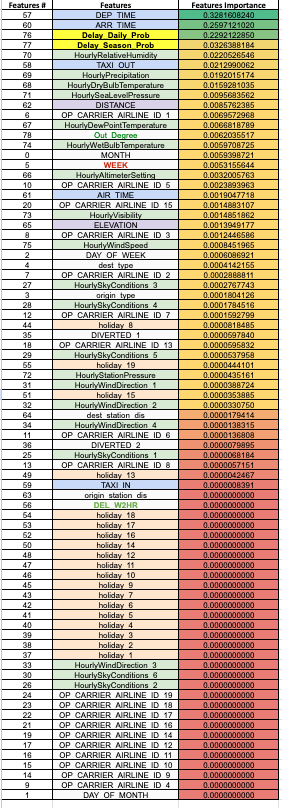 Features # Features Features Importance
57 DEP_TIME 0.3281608240
60 ARR_TIME 0.2597121020
76 Delay_Daily_Prob 0.2292122850
77 Delay_Season_Prob 0.0326388184
70 HourlyRelativeHumidity 0.0220526546
58 TAXI_OUT 0.0212990062
69 HourlyPrecipitation 0.0192015174
68 HourlyDryBulbTemperature 0.0159281035
71 HourlySeaLevelPressure 0.0095693562
62 DISTANCE 0.0085762385
6 OP_CARRIER_AIRLINE_ID_1 0.0069572968
67 HourlyDewPointTemperature 0.0066818789
78 Out_Degree 0.0062035517
74 HourlyWetBulbTemperature 0.0059708725
0 MONTH 0.0059398721
5 WEEK 0.0053155644
66 HourlyAltimeterSetting 0.0032005763
10 OP_CARRIER_AIRLINE_ID_5 0.0023893963
61 AIR_TIME 0.0019047718
20 OP_CARRIER_AIRLINE_ID_15 0.0014883107
73 HourlyVisibility 0.0014851862
65 ELEVATION 0.0013949177
8 OP_CARRIER_AIRLINE_ID_3 0.0012446586
75 HourlyWindSpeed 0.0008451965
2 DAY_OF_WEEK 0.0006086921
4 dest_type 0.0004142155
7 OP_CARRIER_AIRLINE_ID_2 0.0002888811
27 HourlySkyConditions_3 0.0002767743
3 origin_type 0.0001804126
28 HourlySkyConditions_4 0.0001784516
12 OP_CARRIER_AIRLINE_ID_7 0.0001592799
44 holiday_8 0.0000818485
35 DIVERTED_1 0.0000597840
18 OP_CARRIER_AIRLINE_ID_13 0.0000595832
29 HourlySkyConditions_5 0.0000537958
55 holiday_19 0.0000444101
72 HourlyStationPressure 0.0000435161
31 HourlyWindDirection_1 0.0000388724
51 holiday_15 0.0000353885
32 HourlyWindDirection_2 0.0000330750
64 dest_station_dis 0.0000179414
34 HourlyWindDirection_4 0.0000138315
11 OP_CARRIER_AIRLINE_ID_6 0.0000136808
36 DIVERTED_2 0.0000079895
25 HourlySkyConditions_1 0.0000068184
13 OP_CARRIER_AIRLINE_ID_8 0.0000057151
49 holiday_13 0.0000042467
59 TAXI_IN 0.0000008391
63 origin_station_dis 0.0000000000
56 DEL_W2HR 0.0000000000
54 holiday_18 0.0000000000
53 holiday_17 0.0000000000
52 holiday_16 0.0000000000
50 holiday_14 0.0000000000
48 holiday_12 0.0000000000
47 holiday_11 0.0000000000
46 holiday_10 0.0000000000
45 holiday_9 0.0000000000
43 holiday_7 0.0000000000
42 holiday_6 0.0000000000
41 holiday_5 0.0000000000
40 holiday_4 0.0000000000
39 holiday_3 0.0000000000
38 holiday_2 0.0000000000
37 holiday_1 0.0000000000
33 HourlyWindDirection_3 0.0000000000
30 HourlySkyConditions_6 0.0000000000
26 HourlySkyConditions_2 0.0000000000
24 OP_CARRIER_AIRLINE_ID_19 0.0000000000
23 OP_CARRIER_AIRLINE_ID_18 0.0000000000
22 OP_CARRIER_AIRLINE_ID_17 0.0000000000
21 OP_CARRIER_AIRLINE_ID_16 0.0000000000
19 OP_CARRIER_AIRLINE_ID_14 0.0000000000
17 OP_CARRIER_AIRLINE_ID_12 0.0000000000
16 OP_CARRIER_AIRLINE_ID_11 0.0000000000
15 OP_CARRIER_AIRLINE_ID_10 0.0000000000
14 OP_CARRIER_AIRLINE_ID_9 0.0000000000
9 OP_CARRIER_AIRLINE_ID_4 0.0000000000
1 DAY_OF_MONTH 0.0000000000